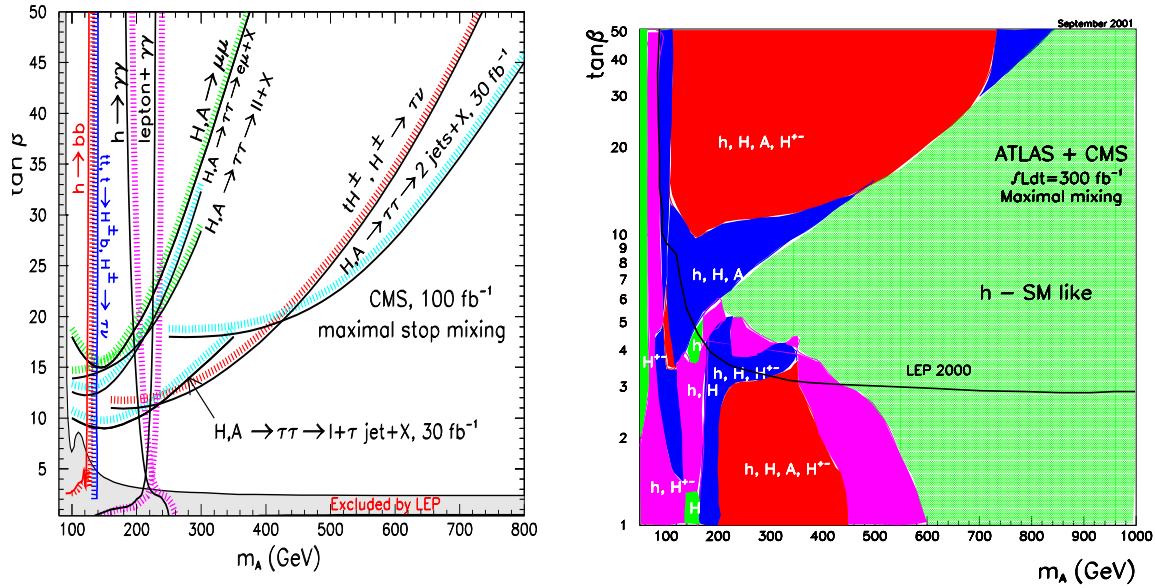 tan β
50
45
40
35
30
25
20
15
10
5
h → bb
tt, t → H±b, H± → τν
h → γγ
lepton + γγ
H,A → μμ
H,A → ττ → eμ+X
H,A → ττ → ll+X
tH±, H± → τν
H,A → ττ → 2 jets+X, 30 fb⁻¹
CMS, 100 fb⁻¹
maximal stop mixing
H,A → ττ → l+τ jet+X, 30 fb⁻¹
Excluded by LEP
100 200 300 400 500 600 700 800
mA (GeV)
September 2001
tanβ
50
40
30
20
10
9
8
7
6
5
4
3
2
1
h, H, A, H+-
ATLAS + CMS
∫Ldt=300 fb⁻¹
Maximal mixing
h, H, A
h – SM like
h
H+-
h, H, H+-
LEP 2000
h, H
h, H+-
h, H, A, H+-
H
100 200 300 400 500 600 700 800 900 1000
mA (GeV)